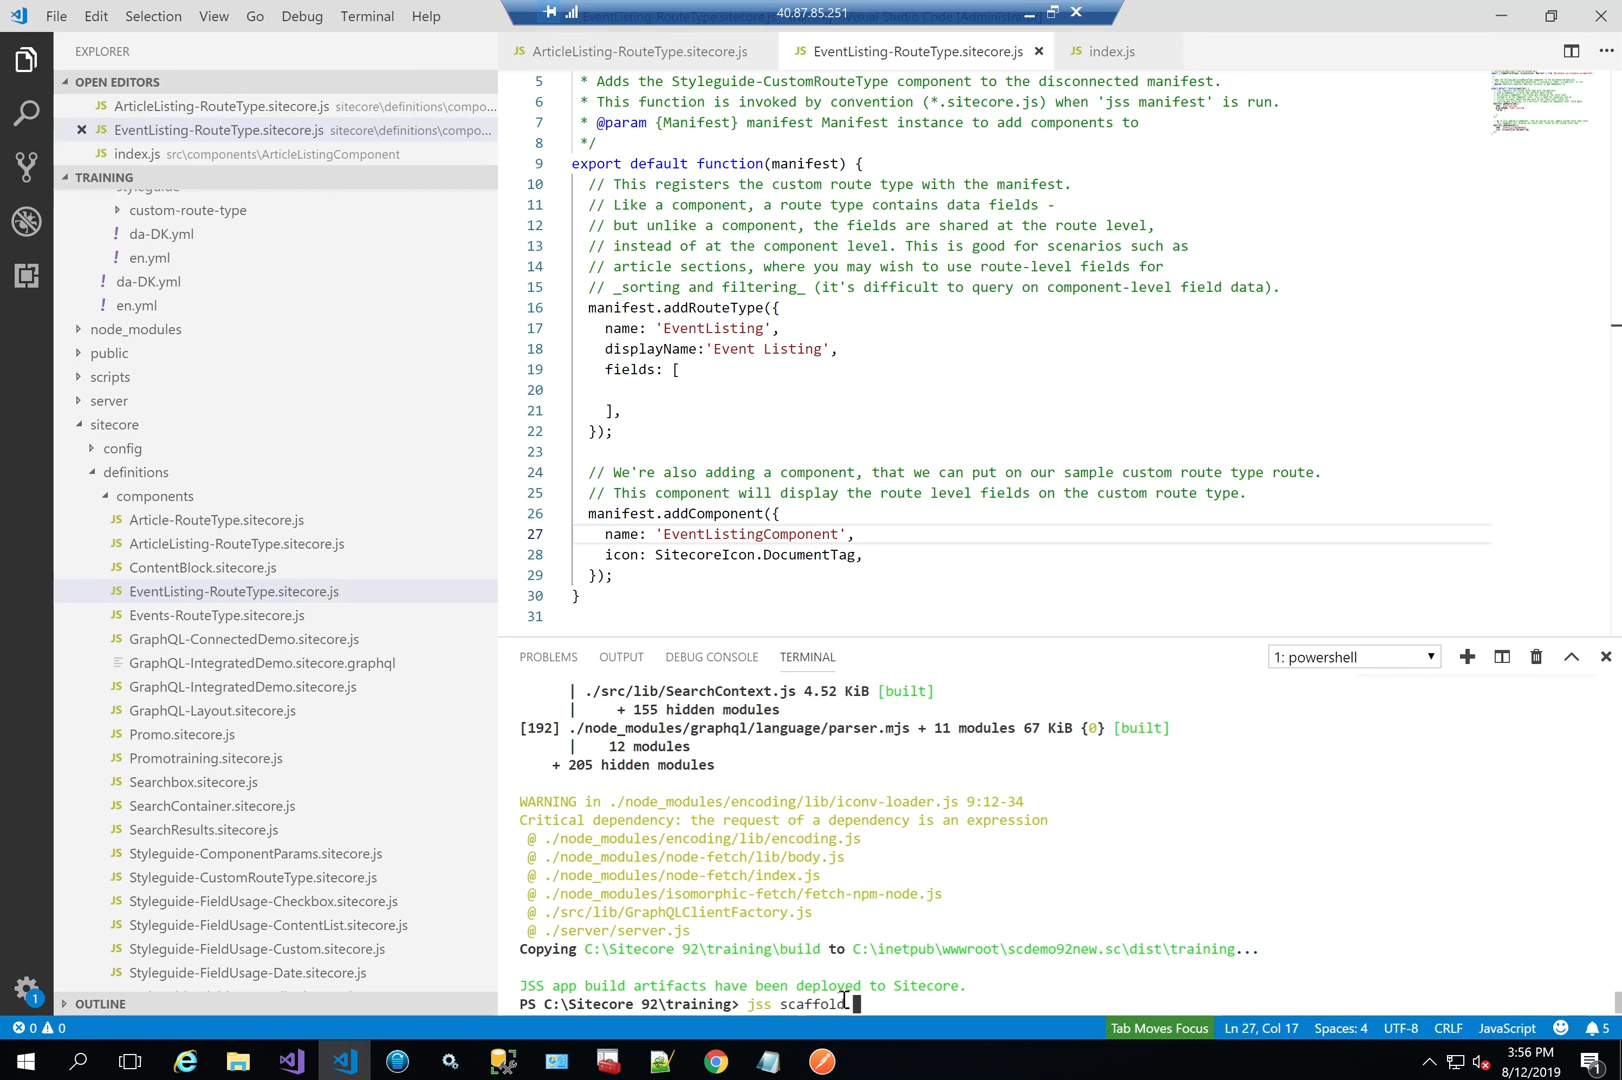 File Edit Selection View Go Debug Terminal Help
40.87.85.251
EXPLORER
OPEN EDITORS
ArticleListing-RouteType.sitecore.js sitecore\definitions\compo...
EventListing-RouteType.sitecore.js sitecore\definitions\compo...
index.js src\components\ArticleListingComponent
TRAINING
styleguide
custom-route-type
! da-DK.yml
! en.yml
! da-DK.yml
! en.yml
node_modules
public
scripts
server
sitecore
config
definitions
components
JS Article-RouteType.sitecore.js
JS ArticleListing-RouteType.sitecore.js
JS ContentBlock.sitecore.js
JS EventListing-RouteType.sitecore.js
JS Events-RouteType.sitecore.js
JS GraphQL-ConnectedDemo.sitecore.js
GraphQL-IntegratedDemo.sitecore.graphql
JS GraphQL-IntegratedDemo.sitecore.js
JS GraphQL-Layout.sitecore.js
JS Promo.sitecore.js
JS Promotraining.sitecore.js
JS Searchbox.sitecore.js
JS SearchContainer.sitecore.js
JS SearchResults.sitecore.js
JS Styleguide-ComponentParams.sitecore.js
JS Styleguide-CustomRouteType.sitecore.js
JS Styleguide-FieldUsage-Checkbox.sitecore.js
JS Styleguide-FieldUsage-ContentList.sitecore.js
JS Styleguide-FieldUsage-Custom.sitecore.js
JS Styleguide-FieldUsage-Date.sitecore.js
OUTLINE
JS ArticleListing-RouteType.sitecore.js JS EventListing-RouteType.sitecore.js JS index.js
5 * Adds the Styleguide-CustomRouteType component to the disconnected manifest.
6 * This function is invoked by convention (*.sitecore.js) when 'jss manifest' is run.
7 * @param {Manifest} manifest Manifest instance to add components to
8 */
9 export default function(manifest) {
10 // This registers the custom route type with the manifest.
11 // Like a component, a route type contains data fields -
12 // but unlike a component, the fields are shared at the route level,
13 // instead of at the component level. This is good for scenarios such as
14 // article sections, where you may wish to use route-level fields for
15 // _sorting and filtering_ (it's difficult to query on component-level field data).
16 manifest.addRouteType({
17 name: 'EventListing',
18 displayName:'Event Listing',
19 fields: [
20
21 ],
22 });
23
24 // We're also adding a component, that we can put on our sample custom route type route.
25 // This component will display the route level fields on the custom route type.
26 manifest.addComponent({
27 name: 'EventListingComponent',
28 icon: SitecoreIcon.DocumentTag,
29 });
30 }
31
PROBLEMS OUTPUT DEBUG CONSOLE TERMINAL 1: powershell
| ./src/lib/SearchContext.js 4.52 KiB [built]
| + 155 hidden modules
[192] ./node_modules/graphql/language/parser.mjs + 11 modules 67 KiB {0} [built]
| 12 modules
+ 205 hidden modules
WARNING in ./node_modules/encoding/lib/iconv-loader.js 9:12-34
Critical dependency: the request of a dependency is an expression
@ ./node_modules/encoding/lib/encoding.js
@ ./node_modules/node-fetch/lib/body.js
@ ./node_modules/node-fetch/index.js
@ ./node_modules/isomorphic-fetch/fetch-npm-node.js
@ ./src/lib/GraphQLClientFactory.js
@ ./server/server.js
Copying C:\Sitecore 92\training\build to C:\inetpub\wwwroot\scdemo92new.sc\dist\training...
JSS app build artifacts have been deployed to Sitecore.
PS C:\Sitecore 92\training> jss scaffold
0 0 Tab Moves Focus Ln 27, Col 17 Spaces: 4 UTF-8 CRLF JavaScript 5
3:56 PM
8/12/2019